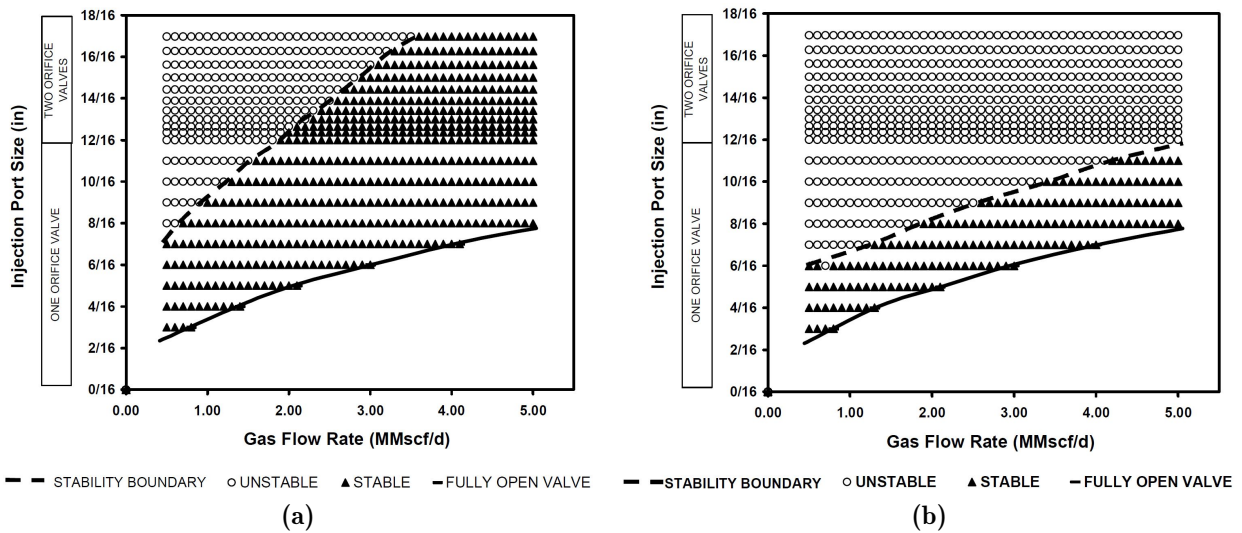 18/16
16/16
14/16
12/16
10/16
8/16
6/16
4/16
2/16
0/16
TWO ORIFICE
VALVES
ONE ORIFICE VALVE
Injection Port Size (in)
0.00 1.00 2.00 3.00 4.00 5.00
Gas Flow Rate (MMscf/d)
STABILITY BOUNDARY UNSTABLE STABLE FULLY OPEN VALVE
(a)
18/16
16/16
14/16
12/16
10/16
8/16
6/16
4/16
2/16
0/16
TWO ORIFICE
VALVES
ONE ORIFICE VALVE
Injection Port Size (in)
0.00 1.00 2.00 3.00 4.00 5.00
Gas Flow Rate (MMscf/d)
STABILITY BOUNDARY UNSTABLE STABLE FULLY OPEN VALVE
(b)